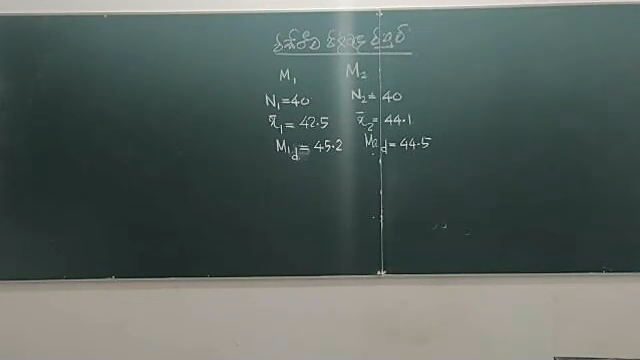 M₁ M₂
N₁=40 N₂=40
x̄₁=42.5 x̄₂=44.1
M₁d=45.2 M₂d=44.5